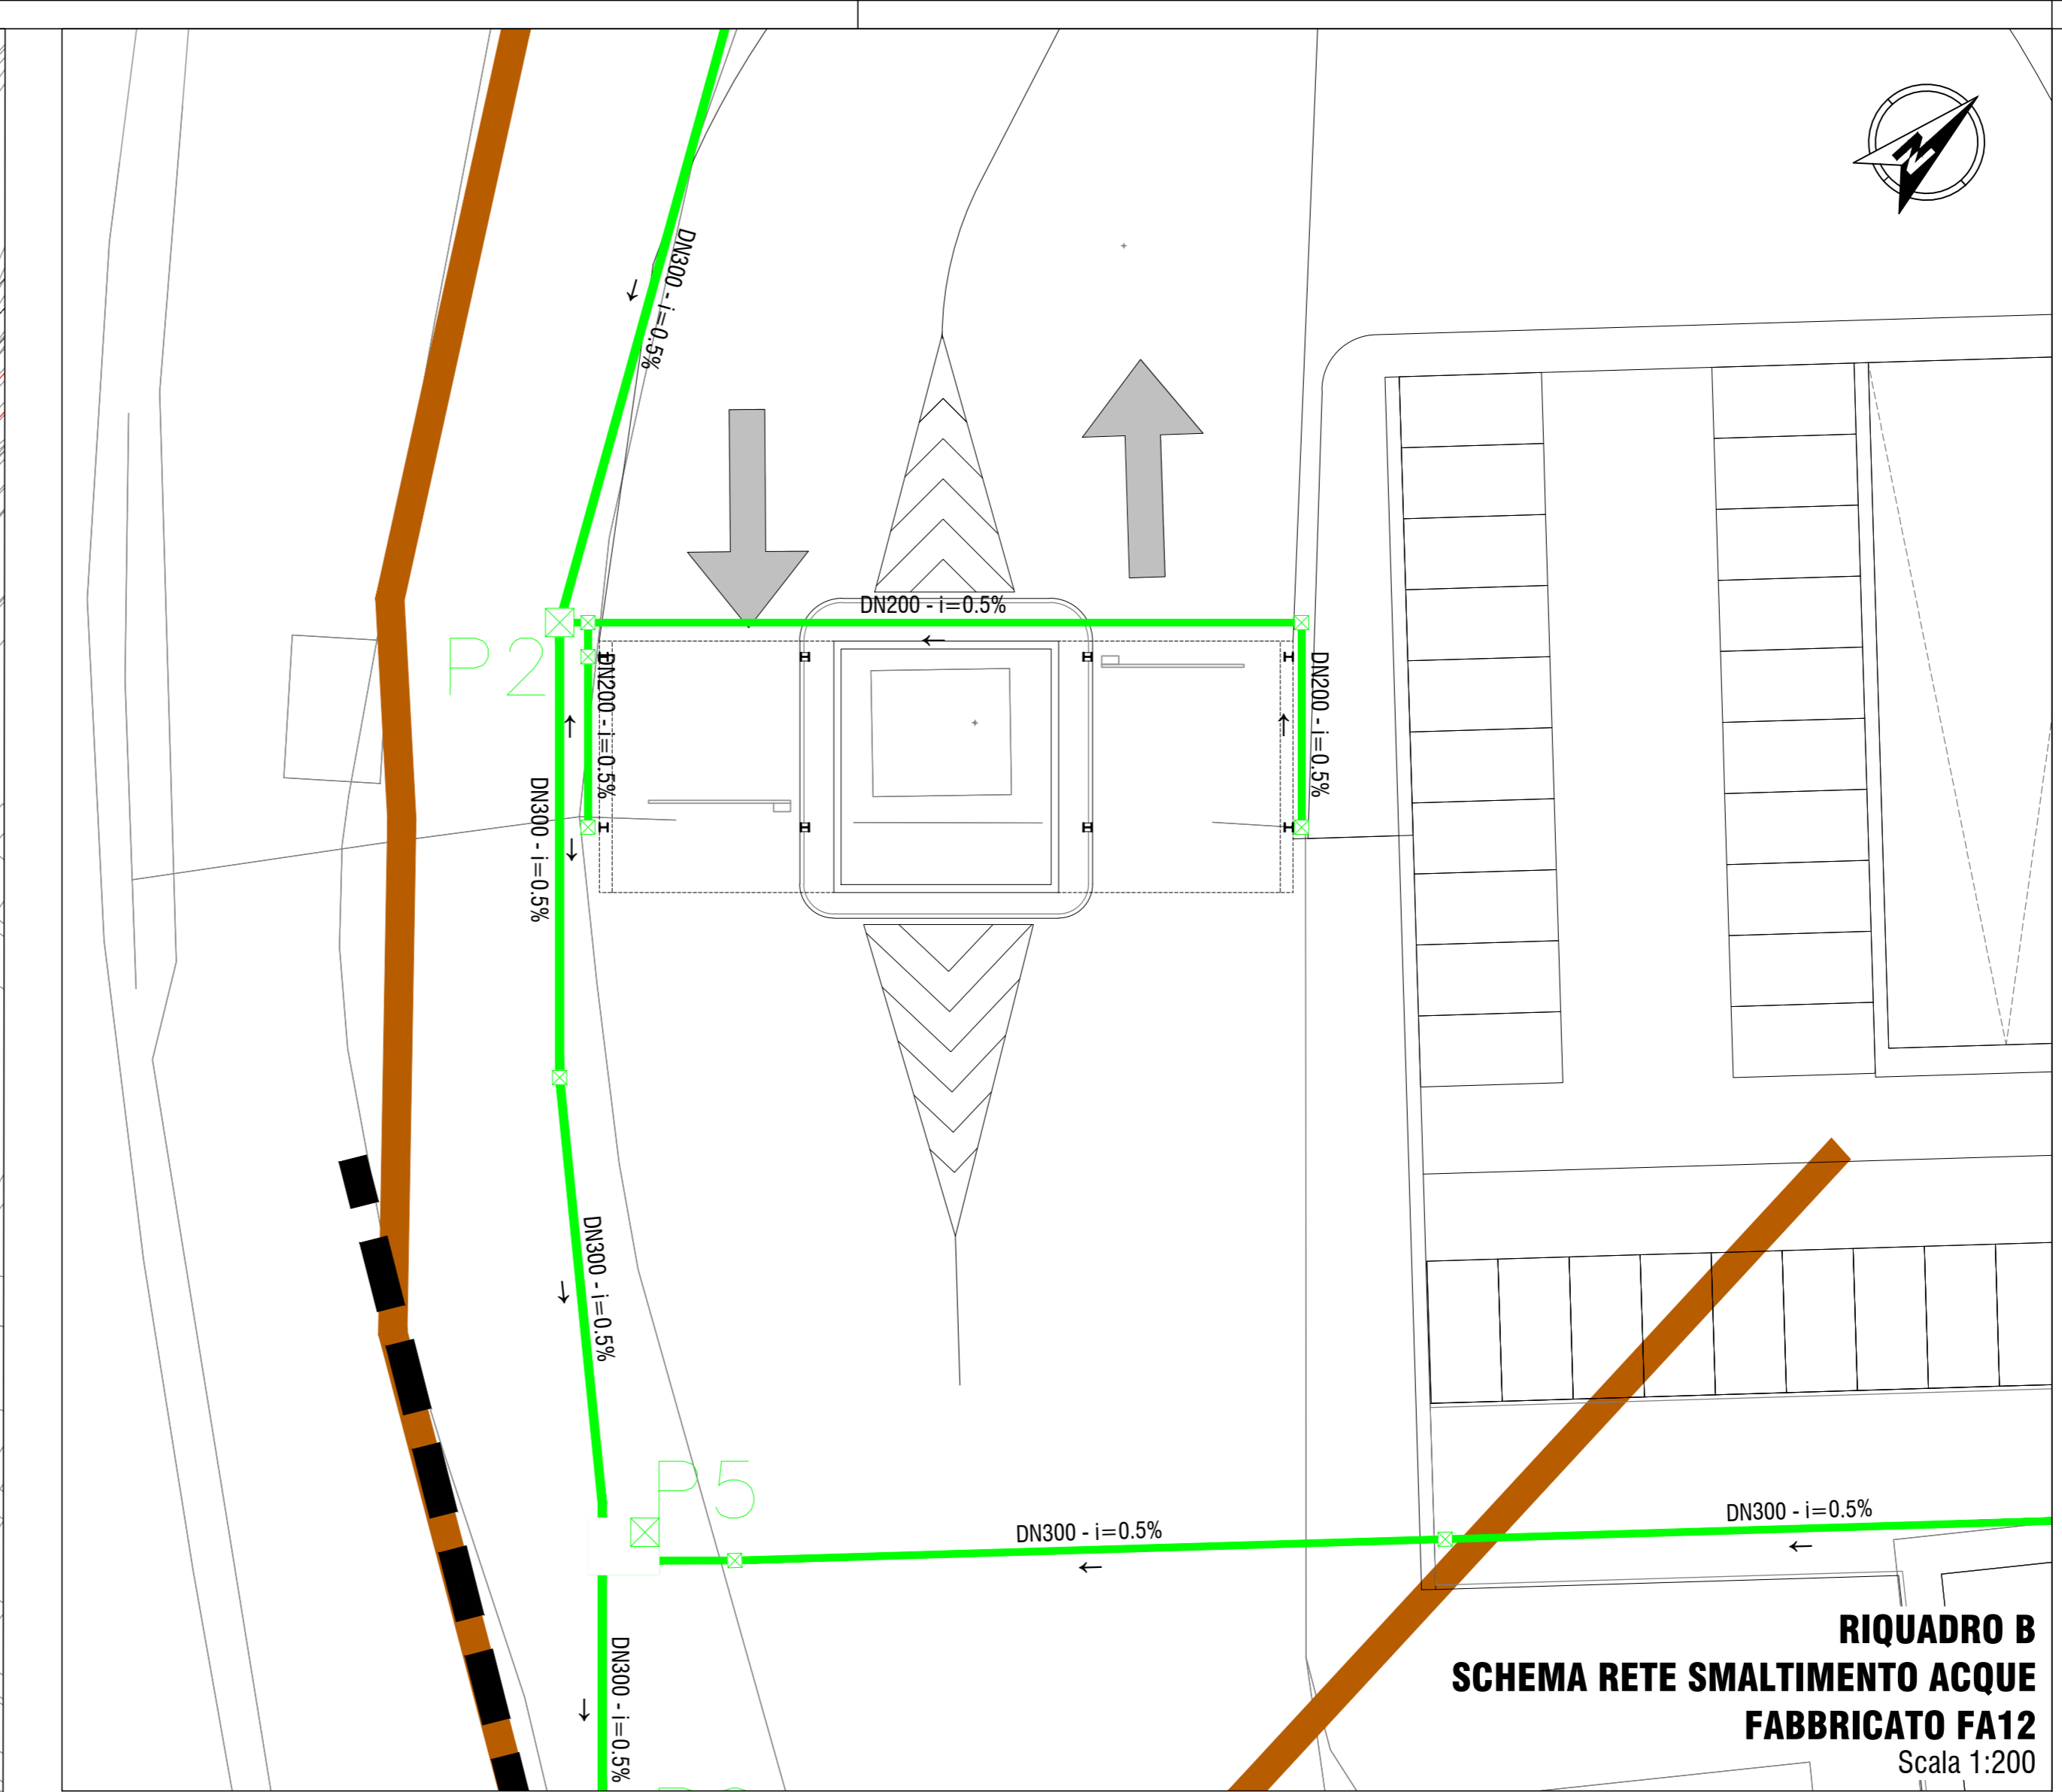 N
DN300 - i=0.5%
DN200 - i=0.5%
P2
DN200 - i=0.5%
DN200 - i=0.5%
DN300 - i=0.5%
DN300 - i=0.5%
P5
DN300 - i=0.5%
DN300 - i=0.5%
DN300 - i=0.5%
RIQUADRO B
SCHEMA RETE SMALTIMENTO ACQUE
FABBRICATO FA12
Scala 1:200